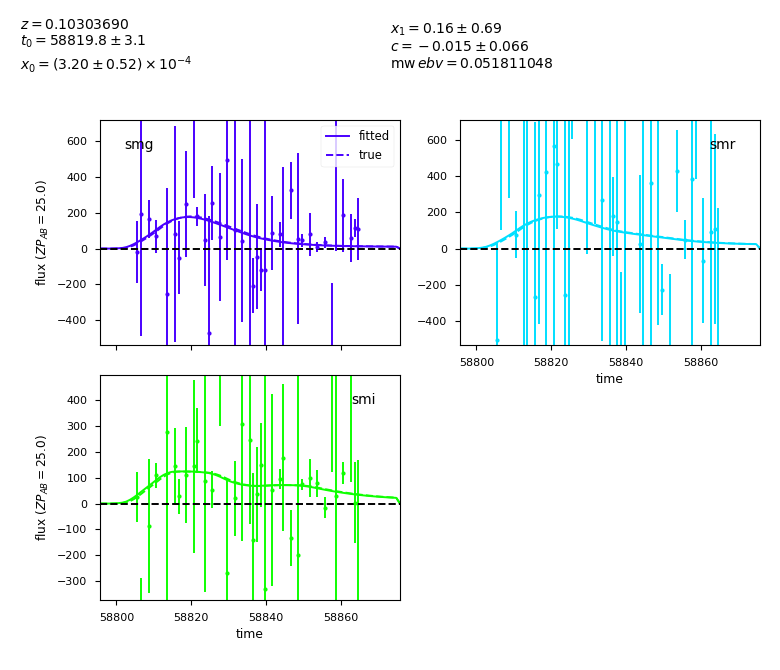 z = 0.10303690
t₀ = 58819.8 ± 3.1
x₀ = (3.20 ± 0.52) × 10⁻⁴
x₁ = 0.16 ± 0.69
c = −0.015 ± 0.066
mw ebv = 0.051811048
smg
fitted
true
600
400
200
0
−200
−400
flux (ZP_AB = 25.0)
smr
600
400
200
0
−200
−400
58800 58820 58840 58860
time
smi
400
300
200
100
0
−100
−200
−300
flux (ZP_AB = 25.0)
58800 58820 58840 58860
time